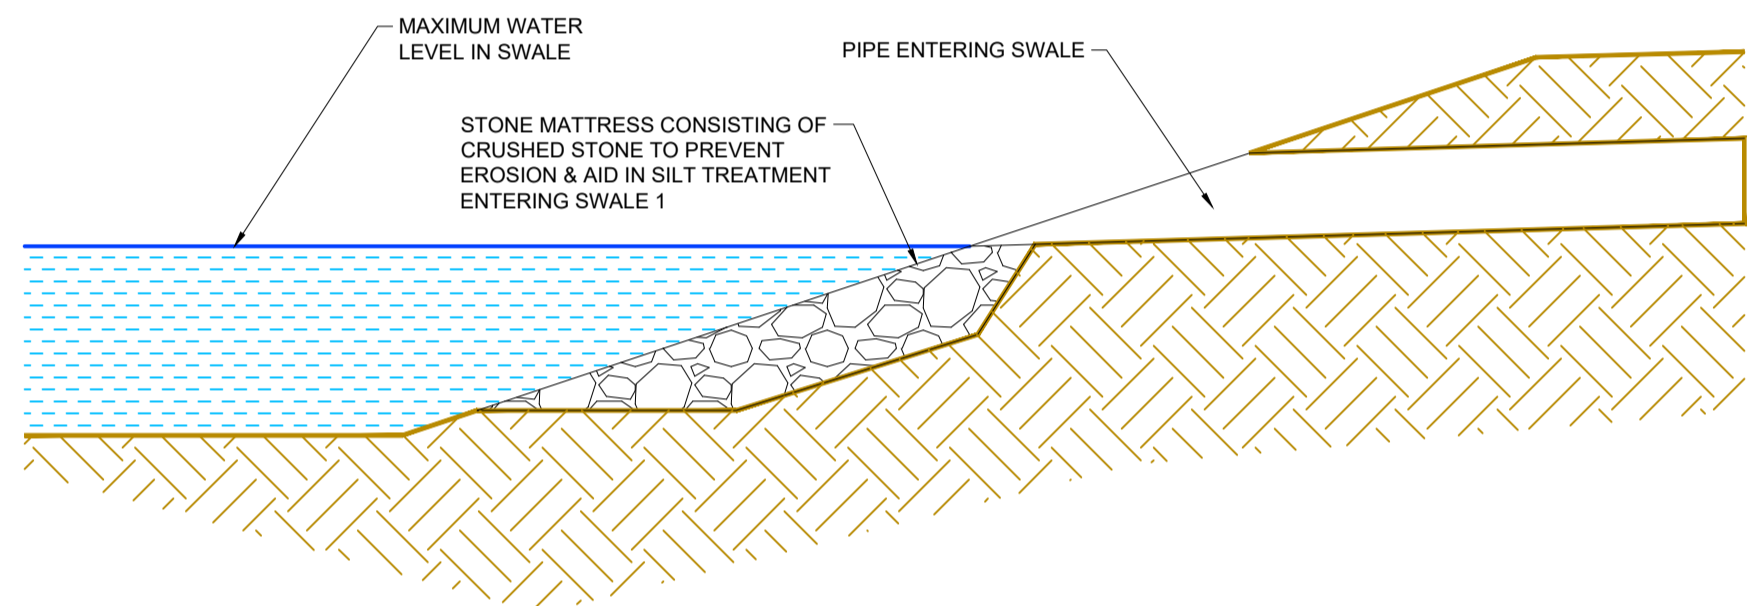 MAXIMUM WATER
LEVEL IN SWALE
PIPE ENTERING SWALE
STONE MATTRESS CONSISTING OF
CRUSHED STONE TO PREVENT
EROSION & AID IN SILT TREATMENT
ENTERING SWALE 1